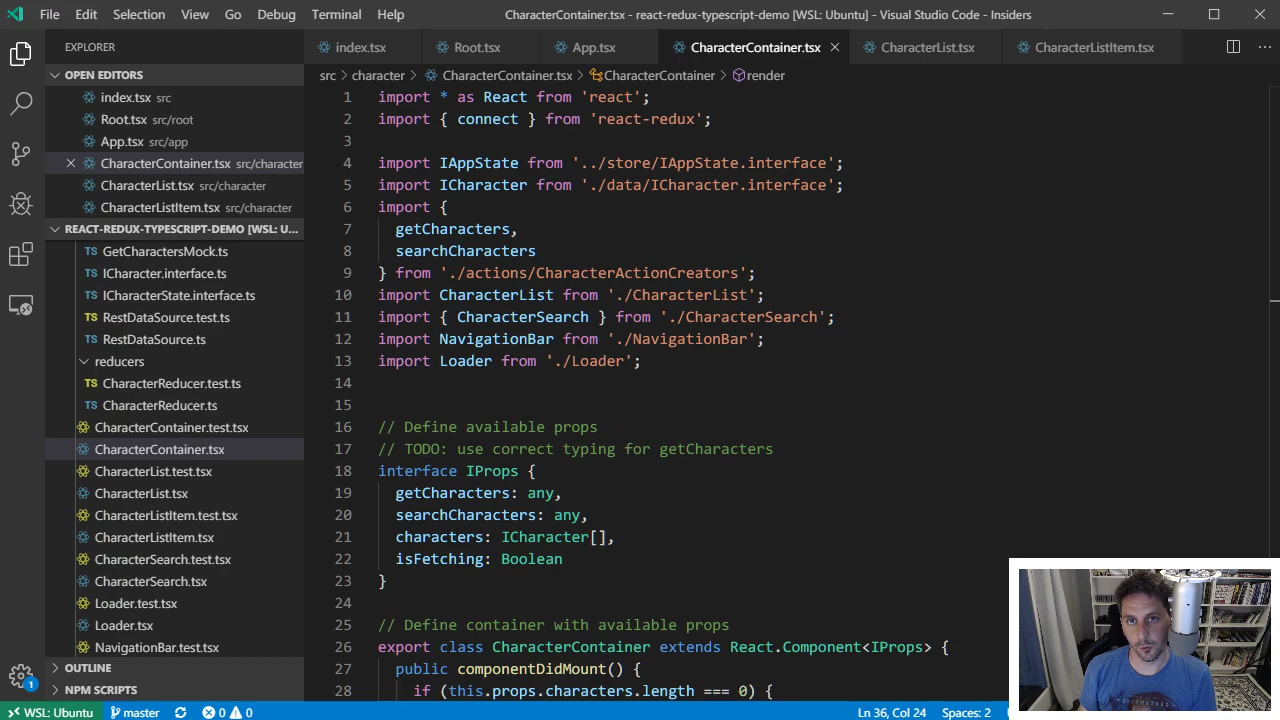 File Edit Selection View Go Debug Terminal Help CharacterContainer.tsx - react-redux-typescript-demo [WSL: Ubuntu] - Visual Studio Code - Insiders
EXPLORER index.tsx Root.tsx App.tsx CharacterContainer.tsx CharacterList.tsx CharacterListItem.tsx
src > character > CharacterContainer.tsx > CharacterContainer > render
OPEN EDITORS
index.tsx src
Root.tsx src/root
App.tsx src/app
CharacterContainer.tsx src/character
CharacterList.tsx src/character
CharacterListItem.tsx src/character
REACT-REDUX-TYPESCRIPT-DEMO [WSL: U...
GetCharactersMock.ts
ICharacter.interface.ts
ICharacterState.interface.ts
RestDataSource.test.ts
RestDataSource.ts
reducers
TS CharacterReducer.test.ts
TS CharacterReducer.ts
CharacterContainer.test.tsx
CharacterContainer.tsx
CharacterList.test.tsx
CharacterList.tsx
CharacterListItem.test.tsx
CharacterListItem.tsx
CharacterSearch.test.tsx
CharacterSearch.tsx
Loader.test.tsx
Loader.tsx
NavigationBar.test.tsx
OUTLINE
NPM SCRIPTS
1 import * as React from 'react';
2 import { connect } from 'react-redux';
3
4 import IAppState from '../store/IAppState.interface';
5 import ICharacter from './data/ICharacter.interface';
6 import {
7 getCharacters,
8 searchCharacters
9 } from './actions/CharacterActionCreators';
10 import CharacterList from './CharacterList';
11 import { CharacterSearch } from './CharacterSearch';
12 import NavigationBar from './NavigationBar';
13 import Loader from './Loader';
14
15
16 // Define available props
17 // TODO: use correct typing for getCharacters
18 interface IProps {
19 getCharacters: any,
20 searchCharacters: any,
21 characters: ICharacter[],
22 isFetching: Boolean
23 }
24
25 // Define container with available props
26 export class CharacterContainer extends React.Component<IProps> {
27 public componentDidMount() {
28 if (this.props.characters.length === 0) {
1
WSL: Ubuntu master 0 0 Ln 36, Col 24 Spaces: 2